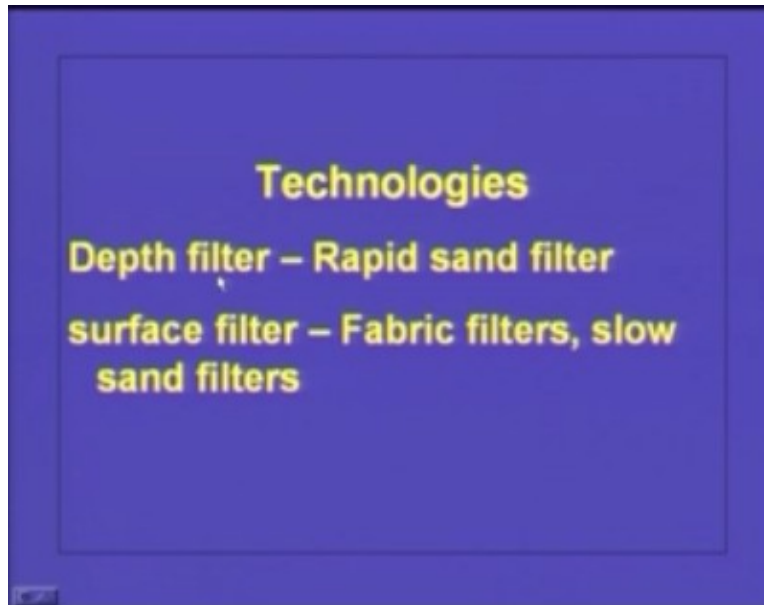 Technologies
Depth filter – Rapid sand filter
surface filter – Fabric filters, slow
sand filters